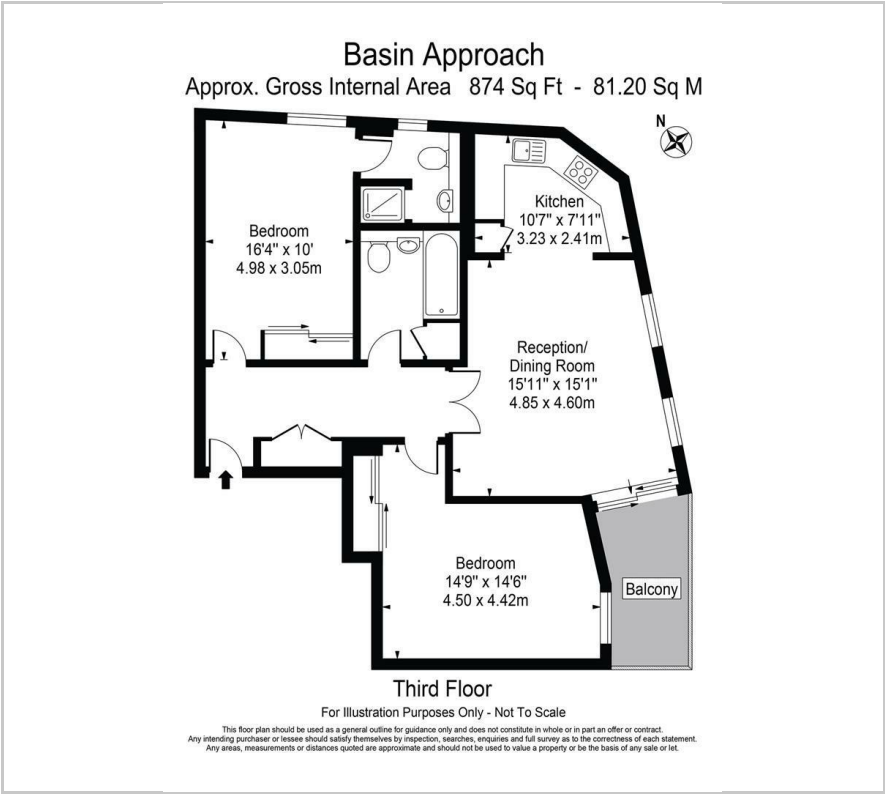 Basin Approach
Approx. Gross Internal Area 874 Sq Ft - 81.20 Sq M
N
Kitchen
10'7" x 7'11"
3.23 x 2.41m
Bedroom
16'4" x 10'
4.98 x 3.05m
Reception/
Dining Room
15'11" x 15'1"
4.85 x 4.60m
Bedroom
14'9" x 14'6"
4.50 x 4.42m
Balcony
Third Floor
For Illustration Purposes Only - Not To Scale
This floor plan should be used as a general outline for guidance only and does not constitute in whole or in part an offer or contract.
Any intending purchaser or lessee should satisfy themselves by inspection, searches, enquiries and full survey as to the correctness of each statement.
Any areas, measurements or distances quoted are approximate and should not be used to value a property or be the basis of any sale or let.